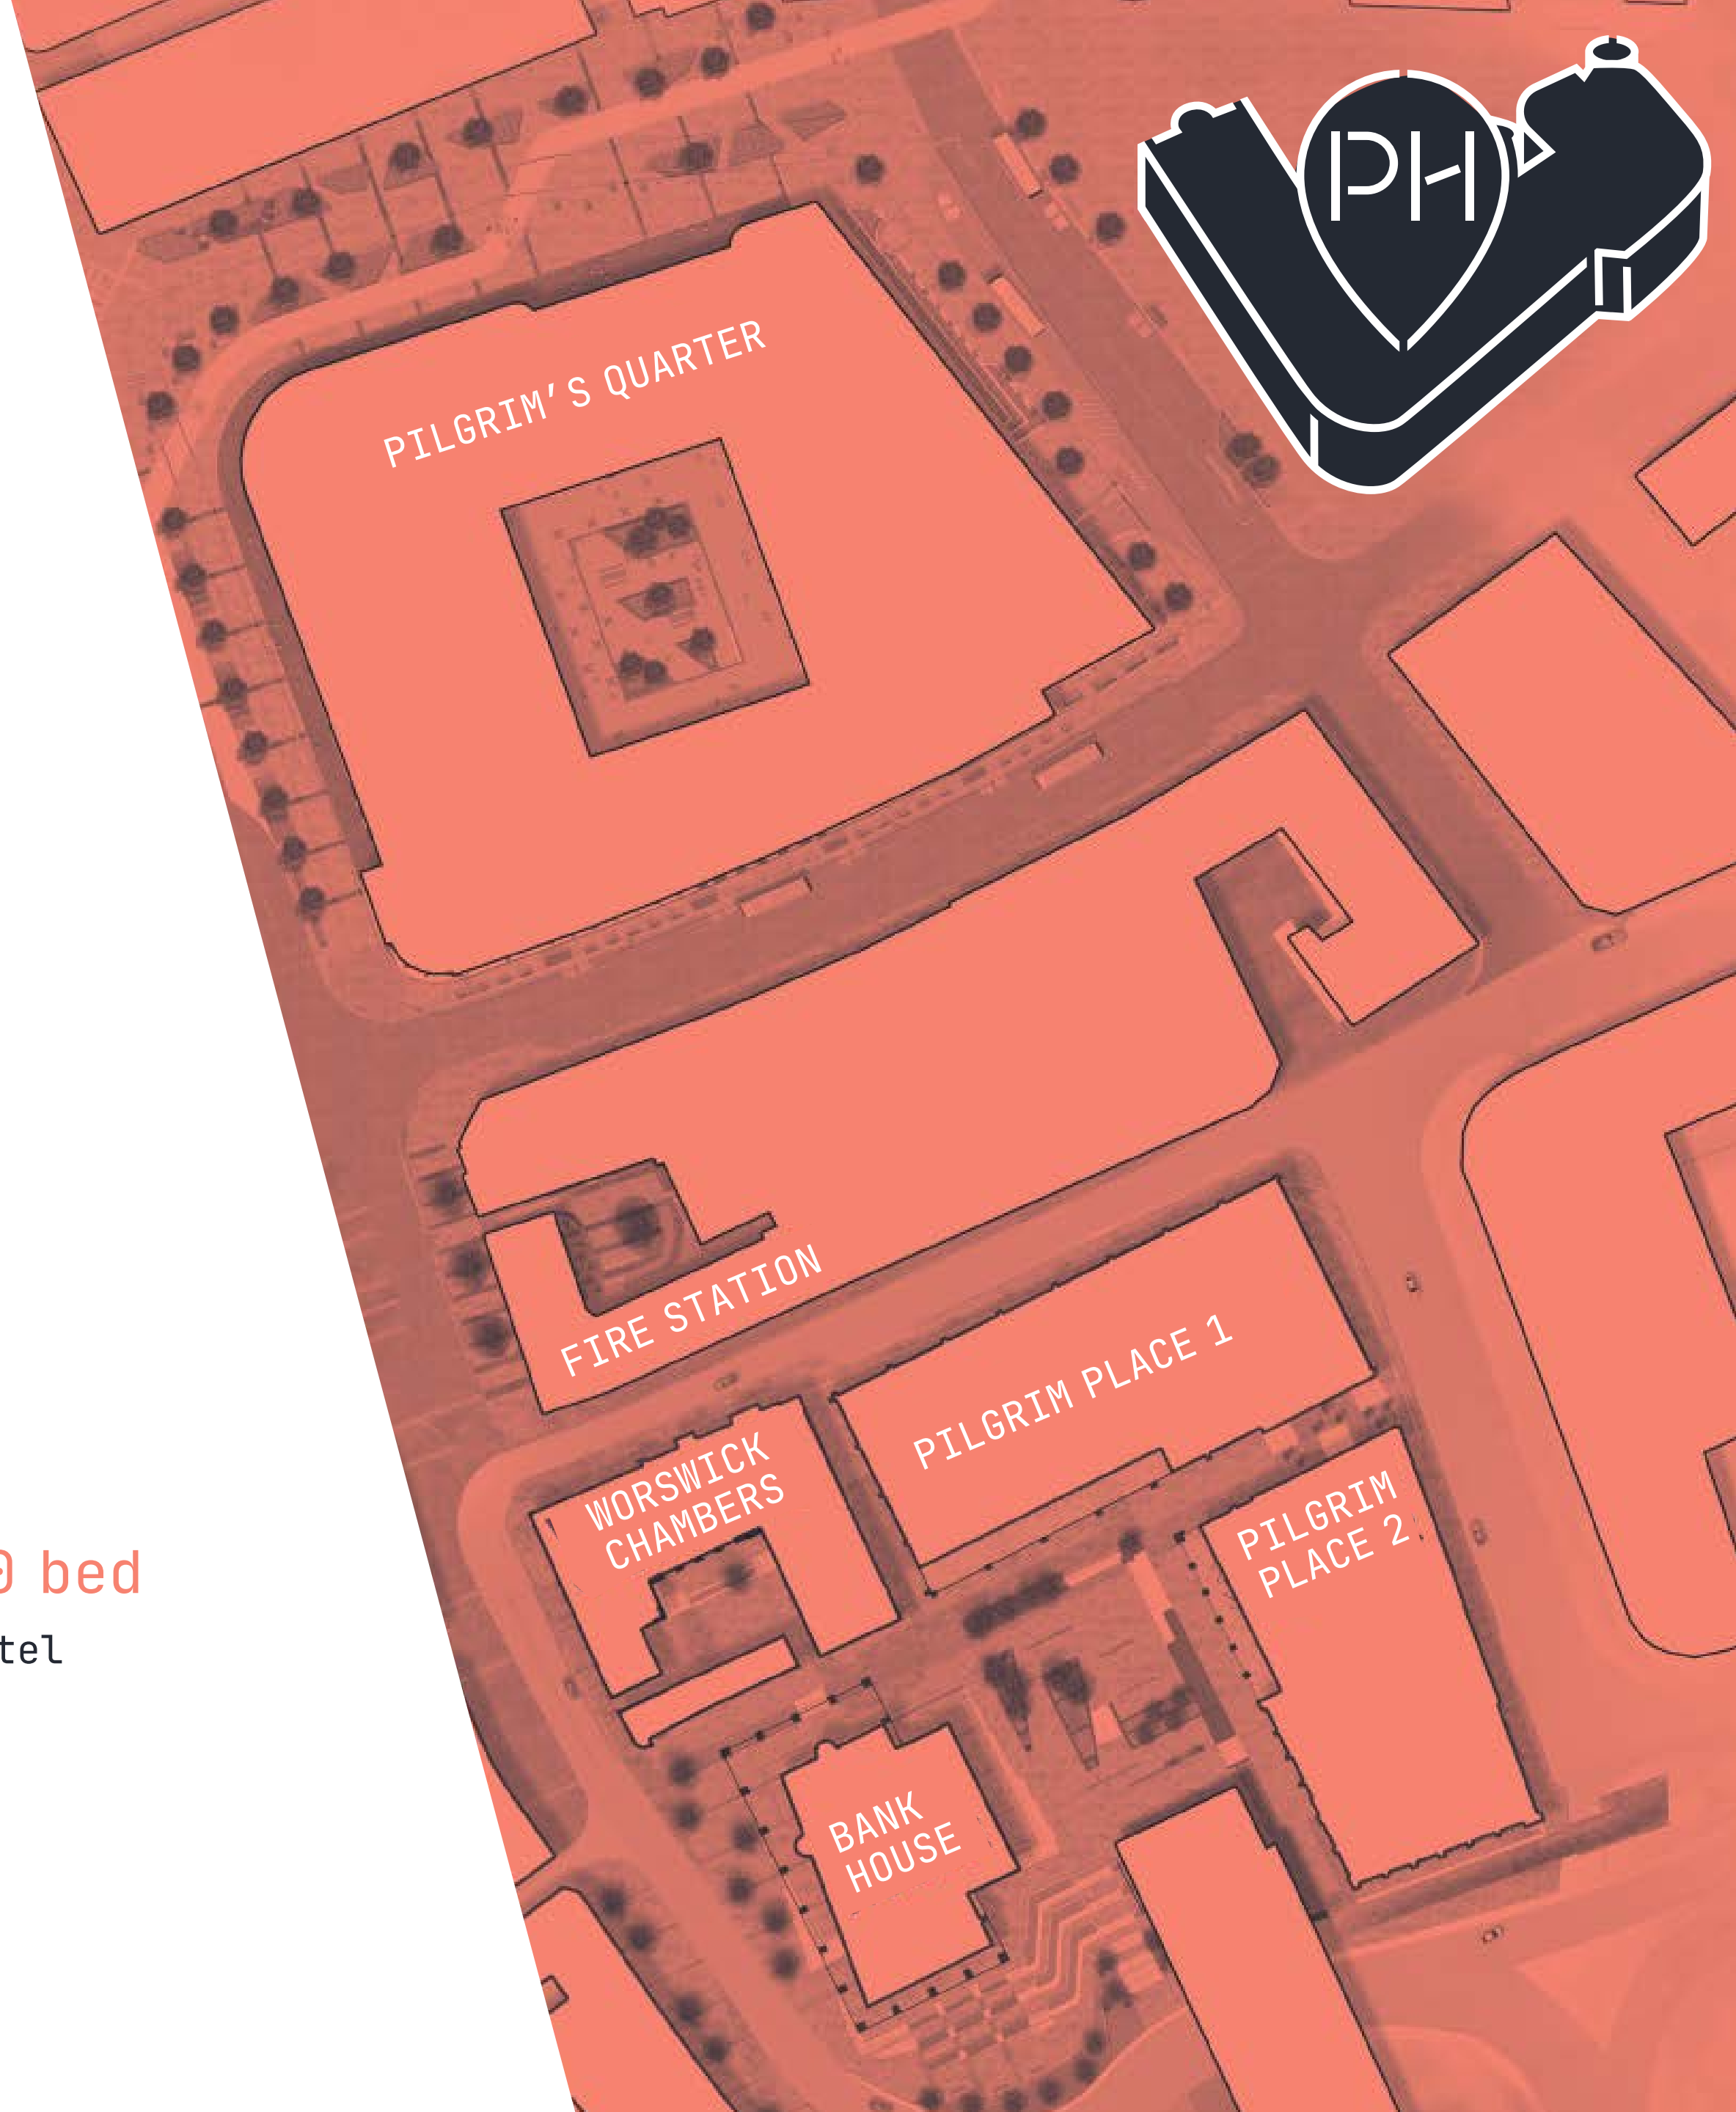 PH
PILGRIM’S QUARTER
FIRE STATION
PILGRIM PLACE 1
WORSWICK
CHAMBERS
PILGRIM
PLACE 2
bed
tel
BANK
HOUSE